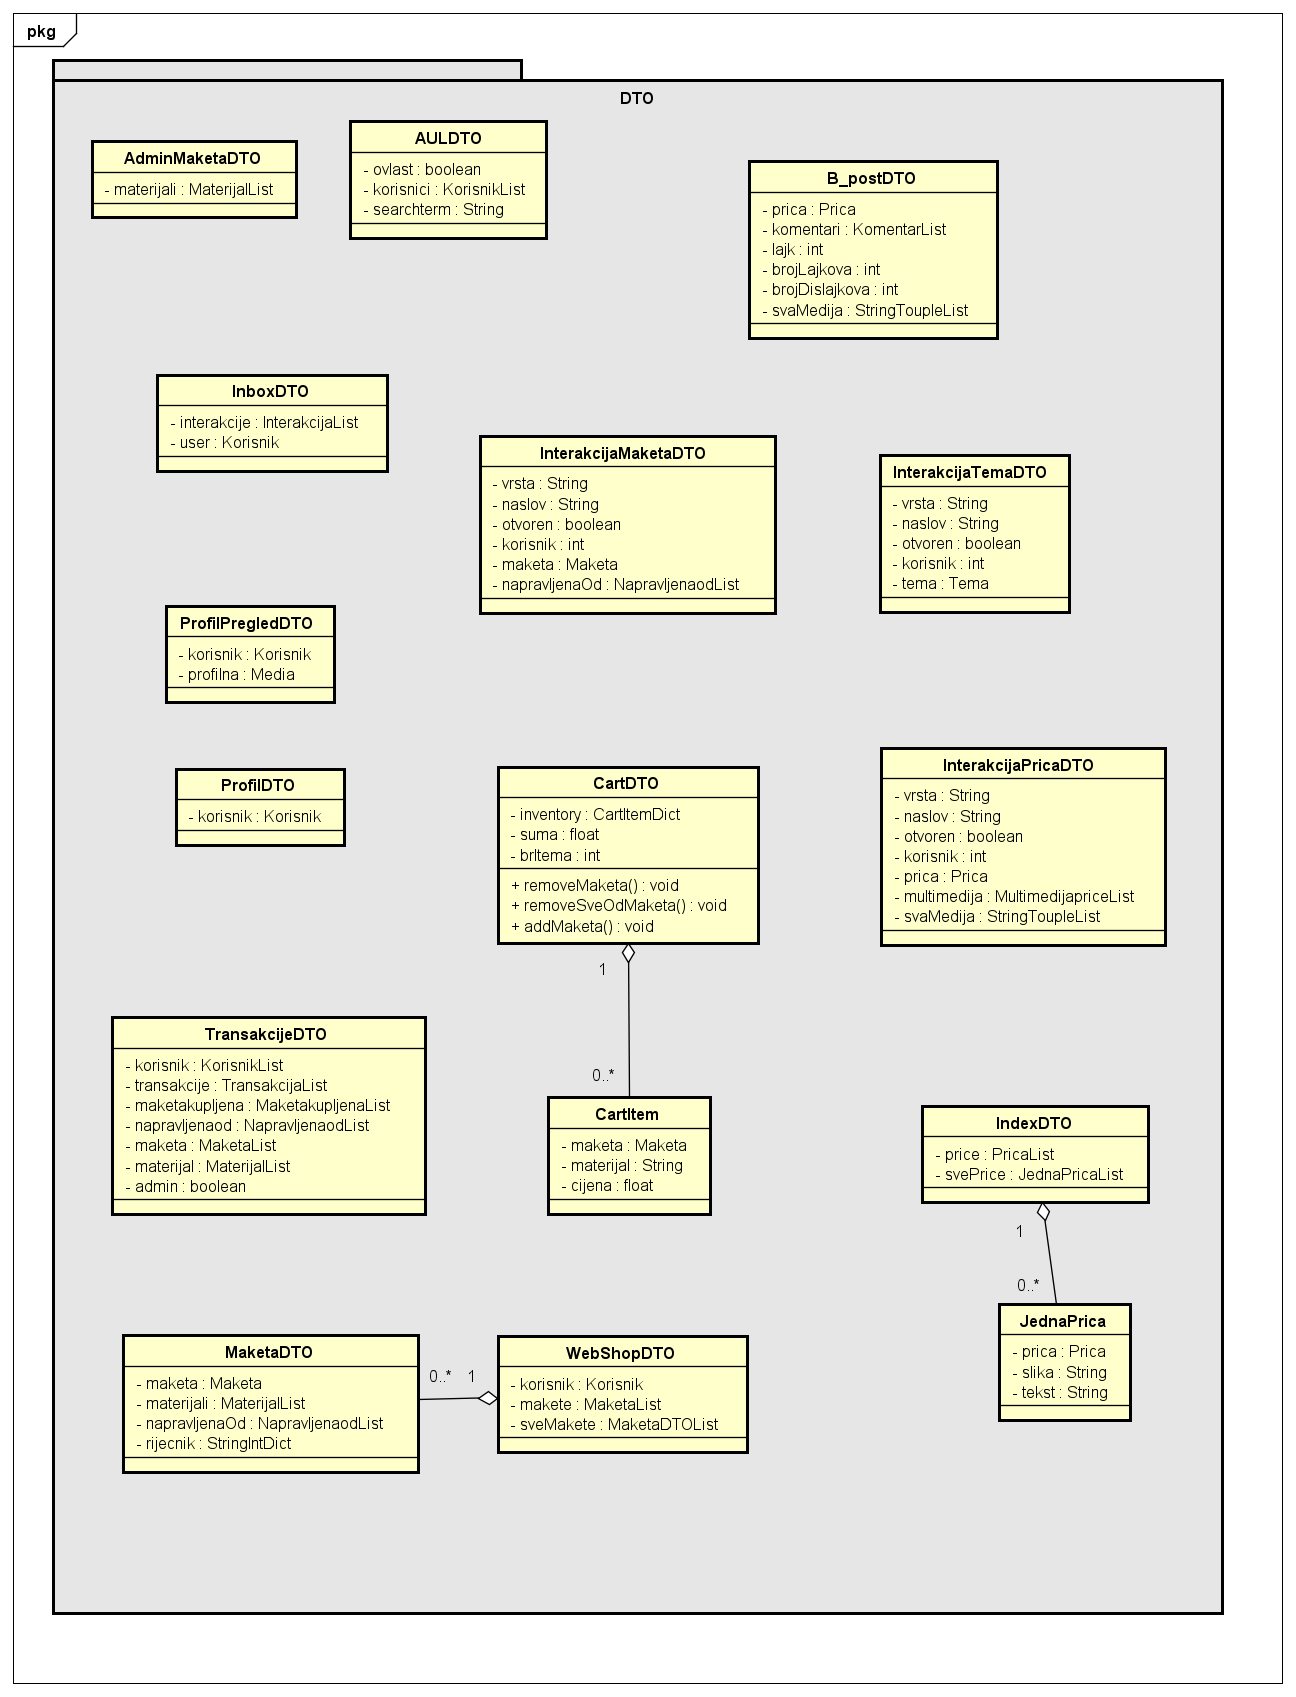 pkg
DTO
AdminMaketaDTO
- materijali : MaterijalList
AULDTO
- ovlast : boolean
- korisnici : KorisnikList
- searchterm : String
B_postDTO
- prica : Prica
- komentari : KomentarList
- lajk : int
- brojLajkova : int
- brojDislajkova : int
- svaMedija : StringToupleList
InboxDTO
- interakcije : InterakcijaList
- user : Korisnik
InterakcijaMaketaDTO
- vrsta : String
- naslov : String
- otvoren : boolean
- korisnik : int
- maketa : Maketa
- napravljenaOd : NapravljenaodList
InterakcijaTemaDTO
- vrsta : String
- naslov : String
- otvoren : boolean
- korisnik : int
- tema : Tema
ProfilPregledDTO
- korisnik : Korisnik
- profilna : Media
ProfilDTO
- korisnik : Korisnik
CartDTO
- inventory : CartItemDict
- suma : float
- brItema : int
+ removeMaketa() : void
+ removeSveOdMaketa() : void
+ addMaketa() : void
1
0..*
InterakcijaPricaDTO
- vrsta : String
- naslov : String
- otvoren : boolean
- korisnik : int
- prica : Prica
- multimedija : MultimedijapriceList
- svaMedija : StringToupleList
TransakcijeDTO
- korisnik : KorisnikList
- transakcije : TransakcijaList
- maketakupljena : MaketakupljenaList
- napravljenaod : NapravljenaodList
- maketa : MaketaList
- materijal : MaterijalList
- admin : boolean
CartItem
- maketa : Maketa
- materijal : String
- cijena : float
IndexDTO
- price : PricaList
- svePrice : JednaPricaList
1
0..*
JednaPrica
- prica : Prica
- slika : String
- tekst : String
MaketaDTO
- maketa : Maketa
- materijali : MaterijalList
- napravljenaOd : NapravljenaodList
- rijecnik : StringIntDict
0..* 1
WebShopDTO
- korisnik : Korisnik
- makete : MaketaList
- sveMakete : MaketaDTOList